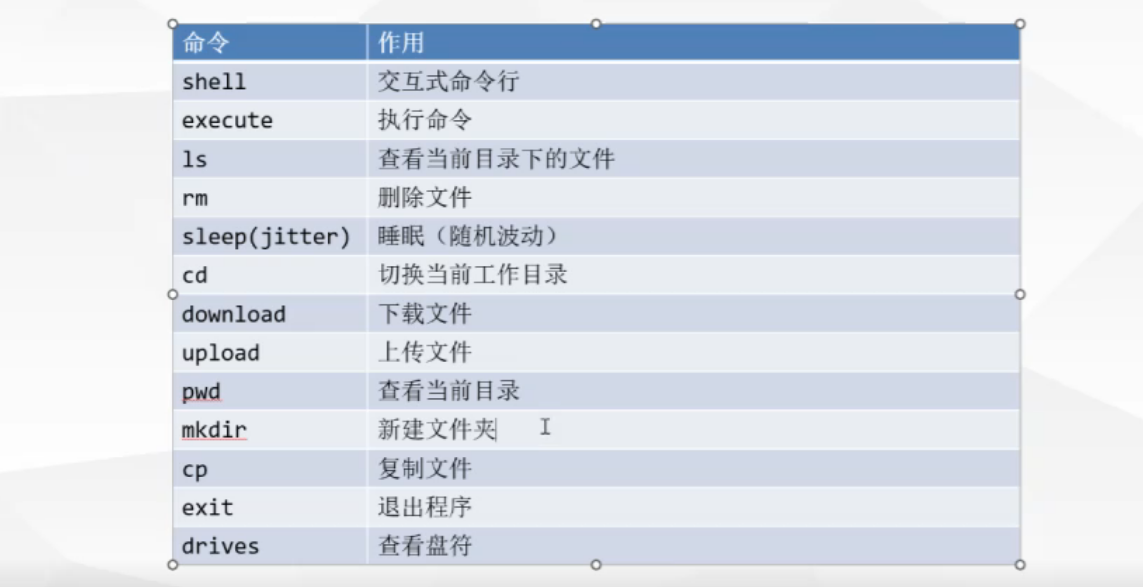 命令 作用
shell 交互式命令行
execute 执行命令
ls 查看当前目录下的文件
rm 删除文件
sleep(jitter) 睡眠（随机波动）
cd 切换当前工作目录
download 下载文件
upload 上传文件
pwd 查看当前目录
mkdir 新建文件夹
cp 复制文件
exit 退出程序
drives 查看盘符